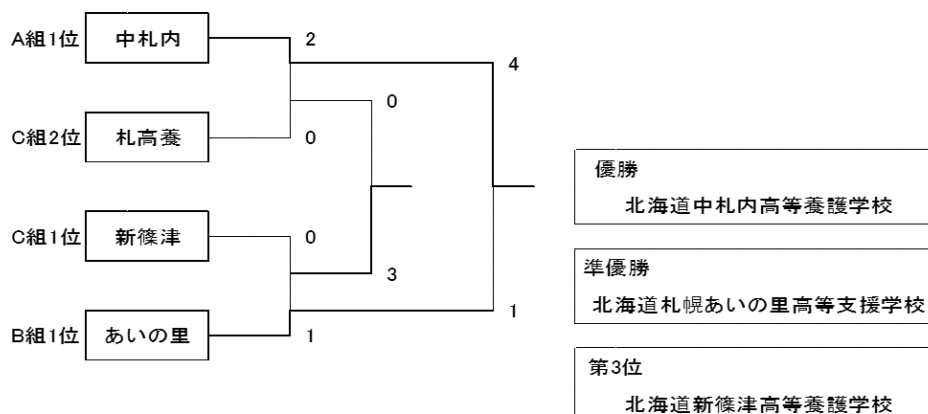 A組1位 中札内 2
4
0
C組2位 札高養 0
優勝
北海道中札内高等養護学校
C組1位 新篠津 0
準優勝
3
北海道札幌あいの里高等支援学校
1
B組1位 あいの里 1
第3位
北海道新篠津高等養護学校